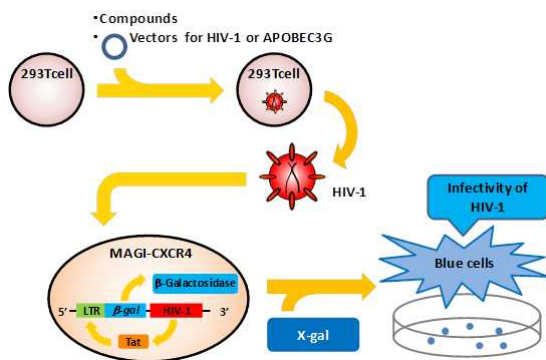 •Compounds
• Vectors for HIV-1 or APOBEC3G
293Tcell
293Tcell
HIV-1
Infectivity of
HIV-1
Blue cells
MAGI-CXCR4
β-Galactosidase
5’ LTR β-gal HIV-1 3’
Tat
X-gal